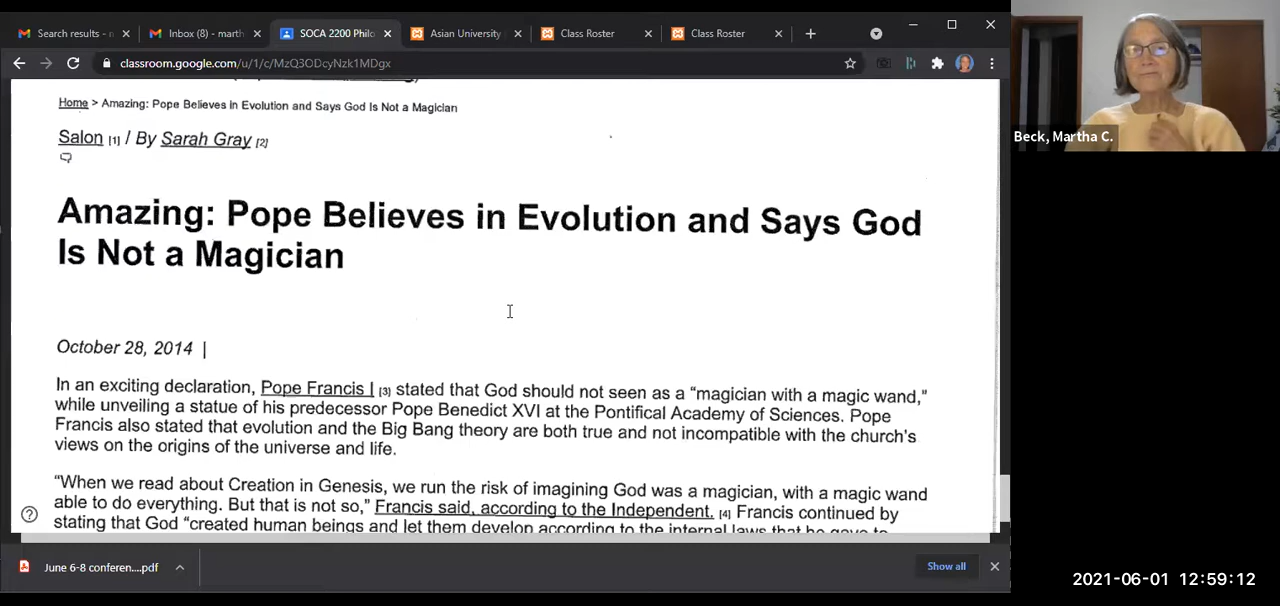 Search results - n
Inbox (8) - marth
SOCA 2200 Philo
Asian University
Class Roster
Class Roster
classroom.google.com/u/1/c/MzQ3ODcyNzk1MDgx
Home > Amazing: Pope Believes in Evolution and Says God Is Not a Magician
Salon [1] / By Sarah Gray [2]
Amazing: Pope Believes in Evolution and Says God
Is Not a Magician
October 28, 2014 |
In an exciting declaration, Pope Francis I [3] stated that God should not seen as a “magician with a magic wand,”
while unveiling a statue of his predecessor Pope Benedict XVI at the Pontifical Academy of Sciences. Pope
Francis also stated that evolution and the Big Bang theory are both true and not incompatible with the church's
views on the origins of the universe and life.
“When we read about Creation in Genesis, we run the risk of imagining God was a magician, with a magic wand
able to do everything. But that is not so,” Francis said, according to the Independent. [4] Francis continued by
stating that God “created human beings and let them develop according to the internal laws that he gave to
June 6-8 conferen....pdf
Show all
Beck, Martha C.
2021-06-01 12:59:12